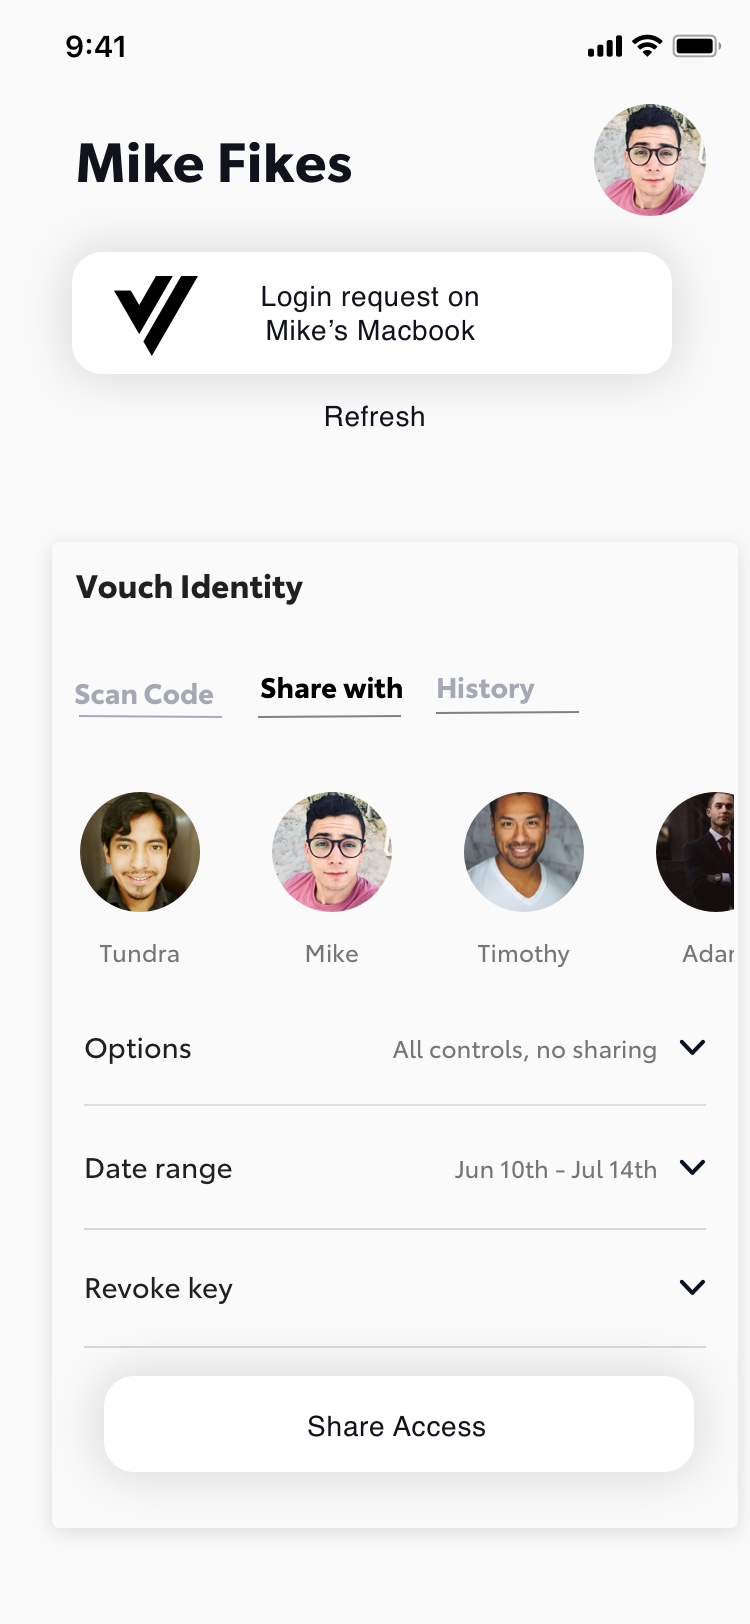 9:41
Mike Fikes
Login request on
Mike’s Macbook
Refresh
Vouch Identity
Scan Code
Share with
History
Tundra
Mike
Timothy
Options
All controls, no sharing
Date range
Jun 10th - Jul 14th
Revoke key
Share Access